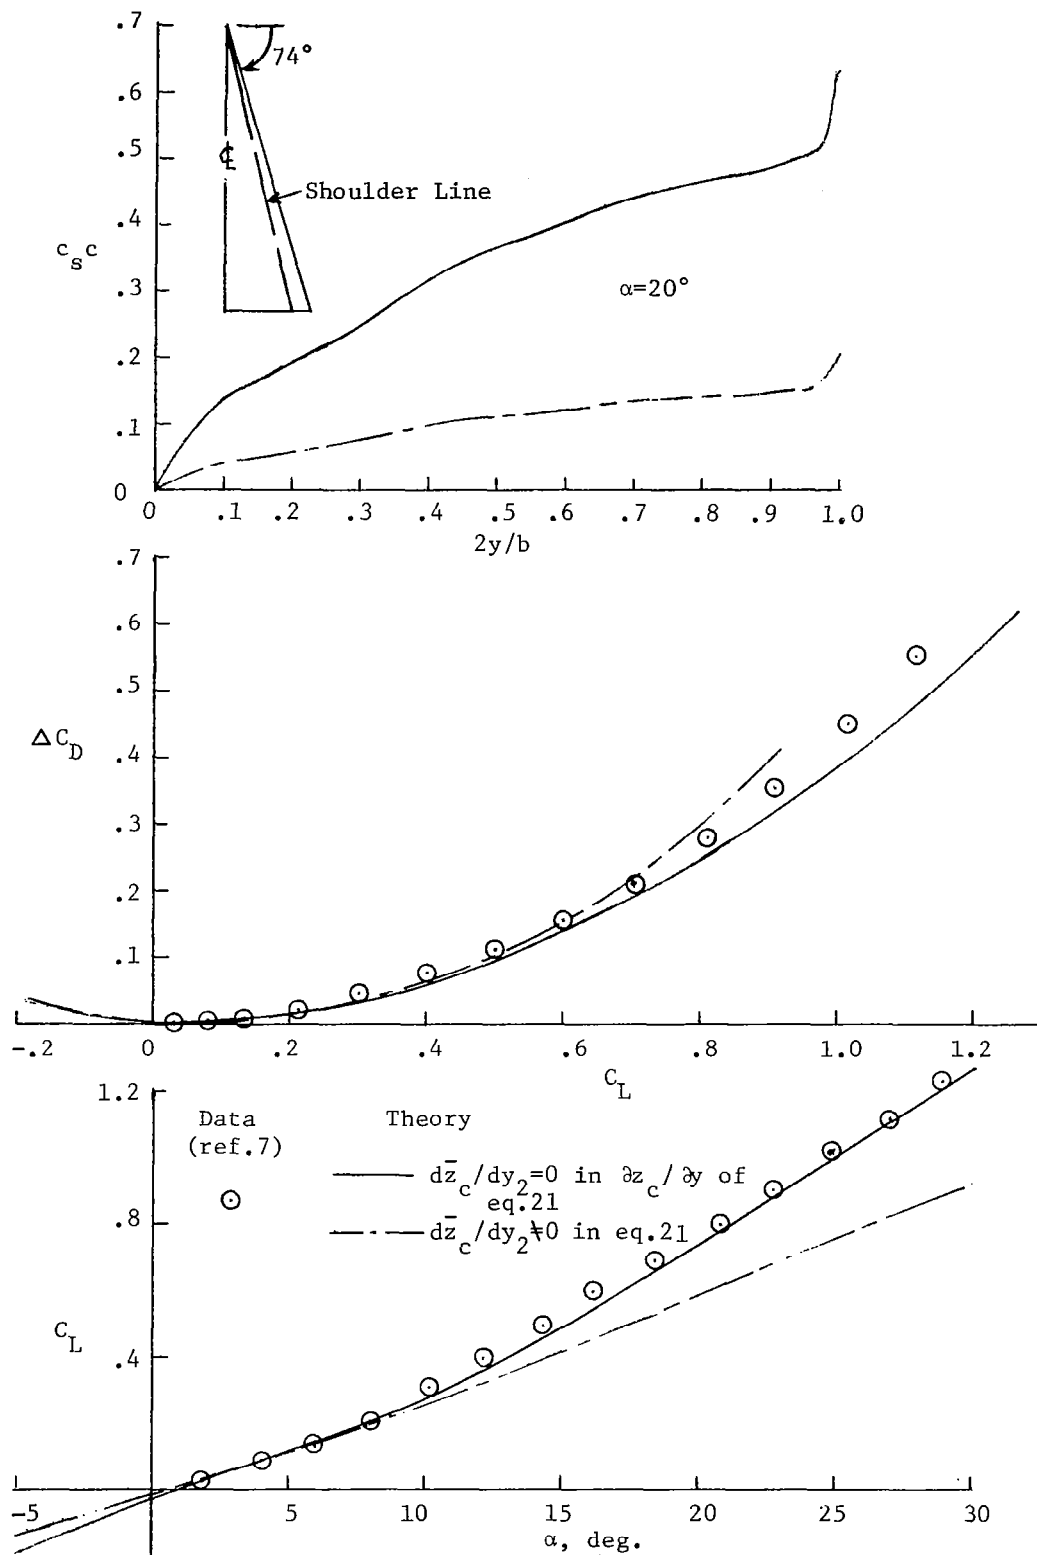 .7
.6
.5
.4
.3
.2
.1
0
c_s c
74°
℄
Shoulder Line
α=20°
0 .1 .2 .3 .4 .5 .6 .7 .8 .9 1.0
2y/b
.7
.6
.5
.4
.3
.2
.1
ΔC_D
-.2 0 .2 .4 .6 .8 1.0 1.2
C_L
1.2
.8
.4
C_L
Data
(ref.7)
Theory
dz̄_c/dy_2=0 in ∂z_c/∂y of
eq.21
dz̄_c/dy_2≠0 in eq.21
-5 5 10 15 20 25 30
α, deg.